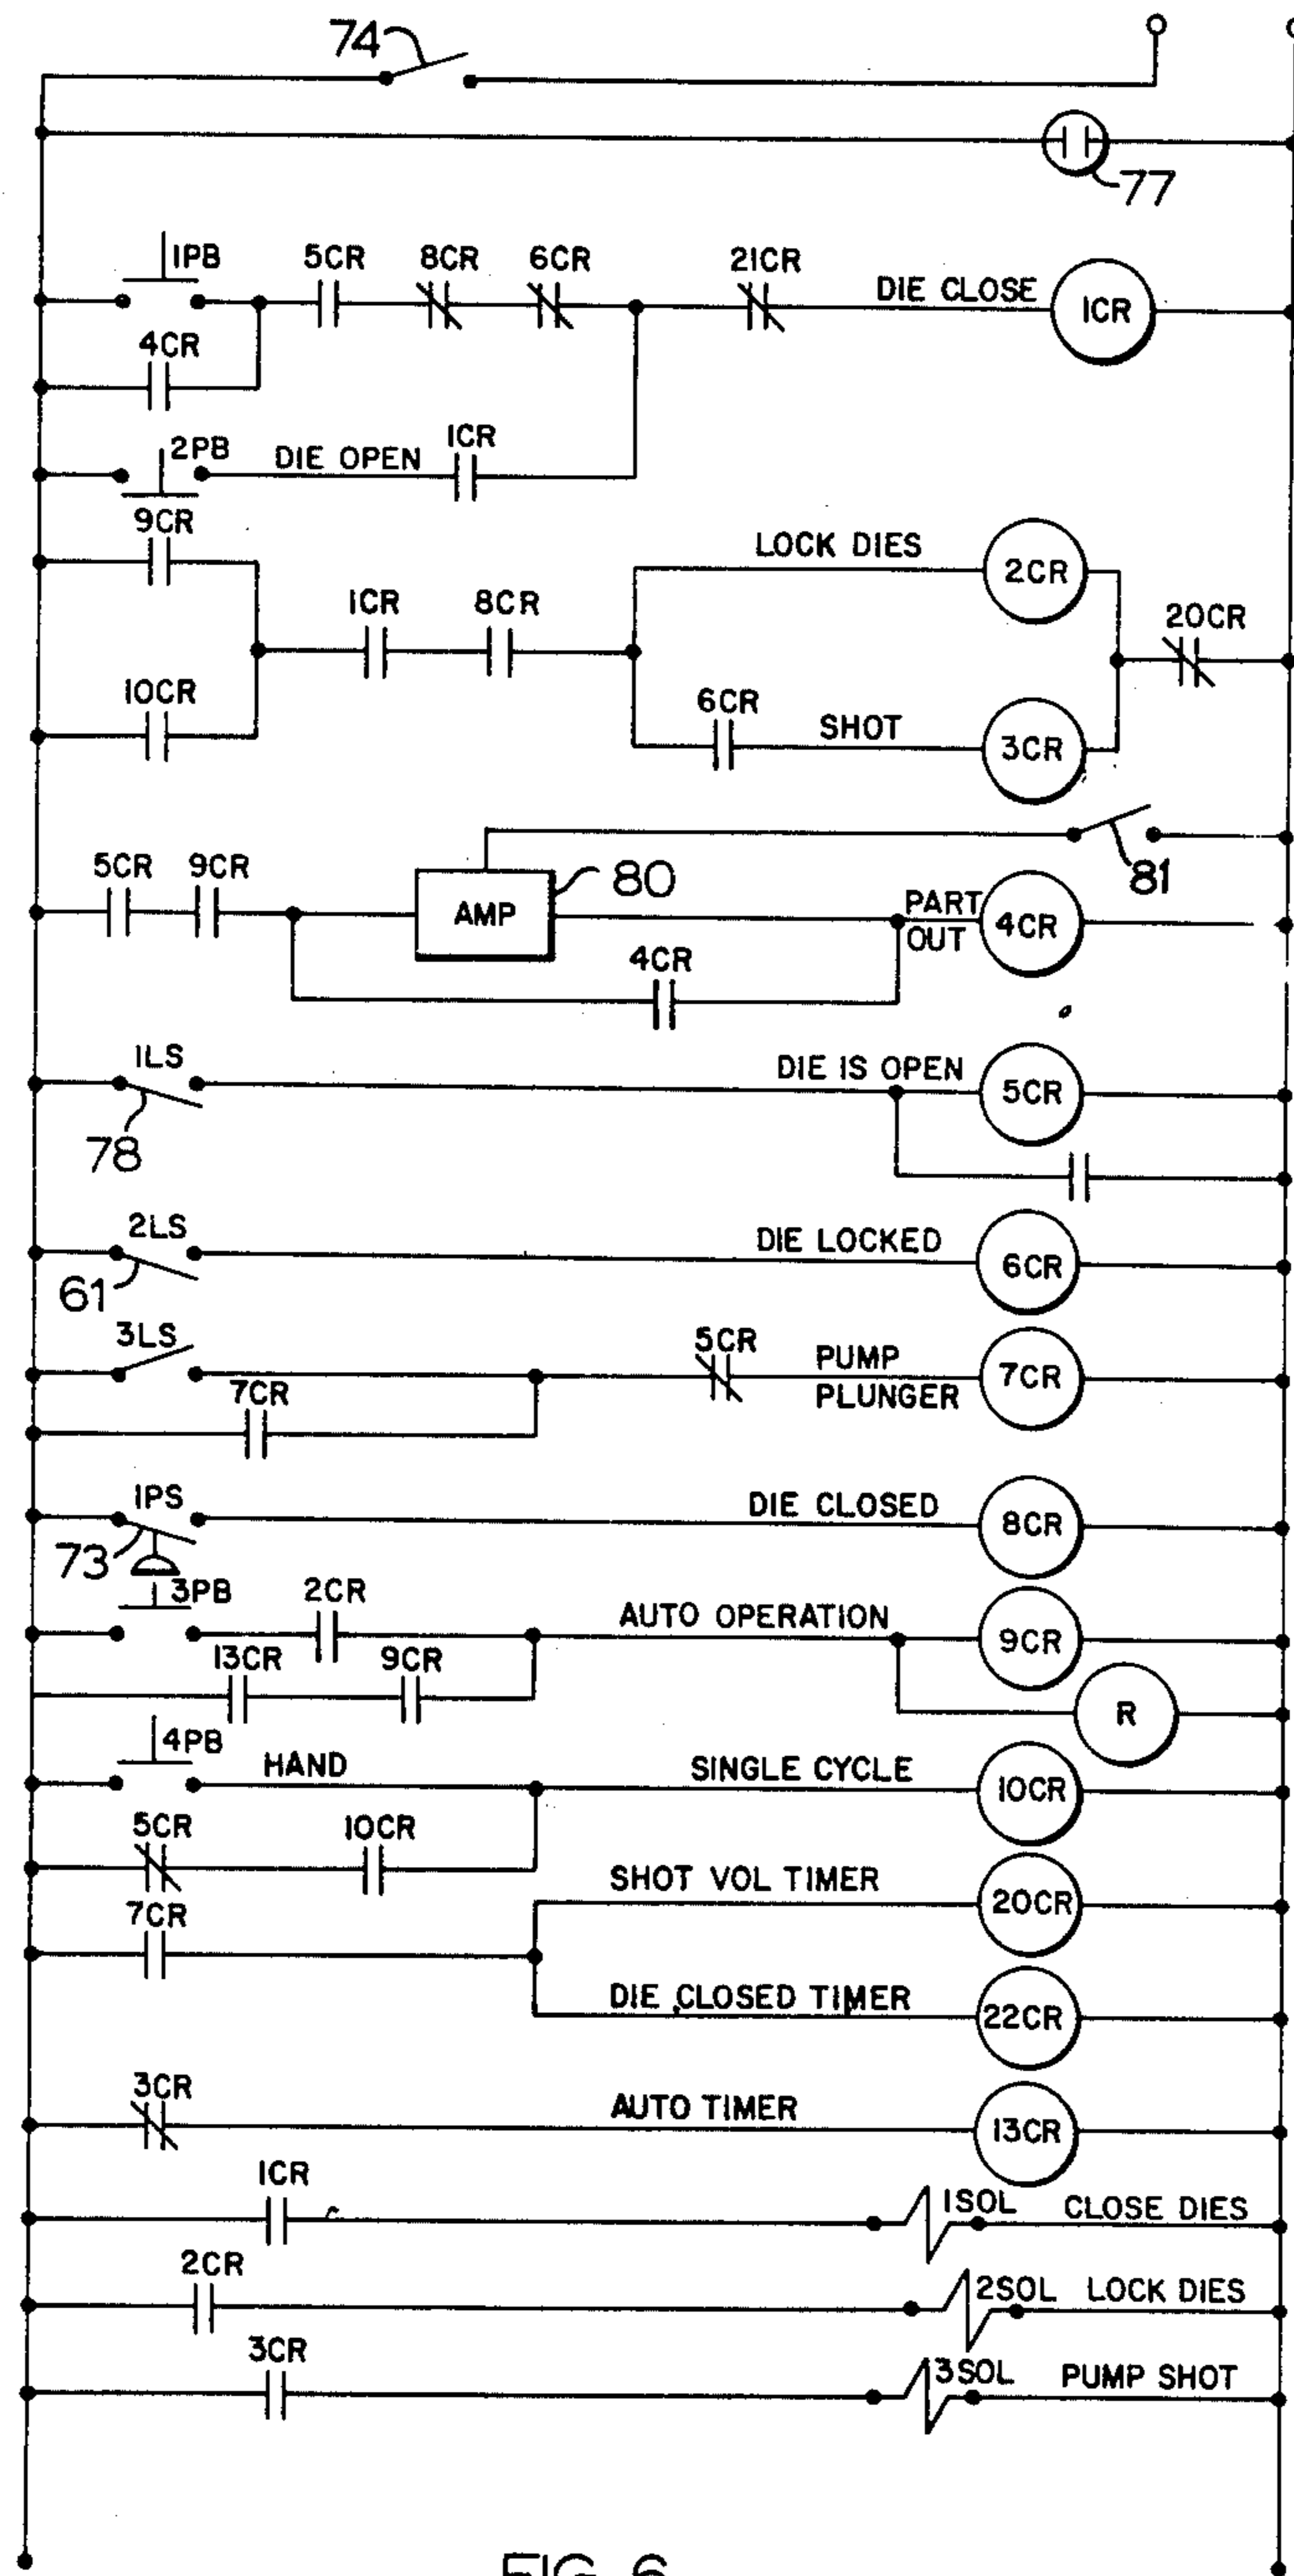 74
77
1PB 5CR 8CR 6CR 21CR DIE CLOSE 1CR
4CR
2PB DIE OPEN 1CR
9CR LOCK DIES 2CR
1CR 8CR 20CR
10CR 6CR SHOT 3CR
81
5CR 9CR AMP 80 PART OUT 4CR
4CR
1LS DIE IS OPEN 5CR
78
2LS DIE LOCKED 6CR
61
3LS 5CR PUMP PLUNGER 7CR
7CR
1PS DIE CLOSED 8CR
73
3PB 2CR AUTO OPERATION 9CR
13CR 9CR R
4PB HAND SINGLE CYCLE 10CR
5CR 10CR
SHOT VOL TIMER 20CR
7CR
DIE CLOSED TIMER 22CR
3CR AUTO TIMER 13CR
1CR 1SOL CLOSE DIES
2CR 2SOL LOCK DIES
3CR 3SOL PUMP SHOT
FIG. 6